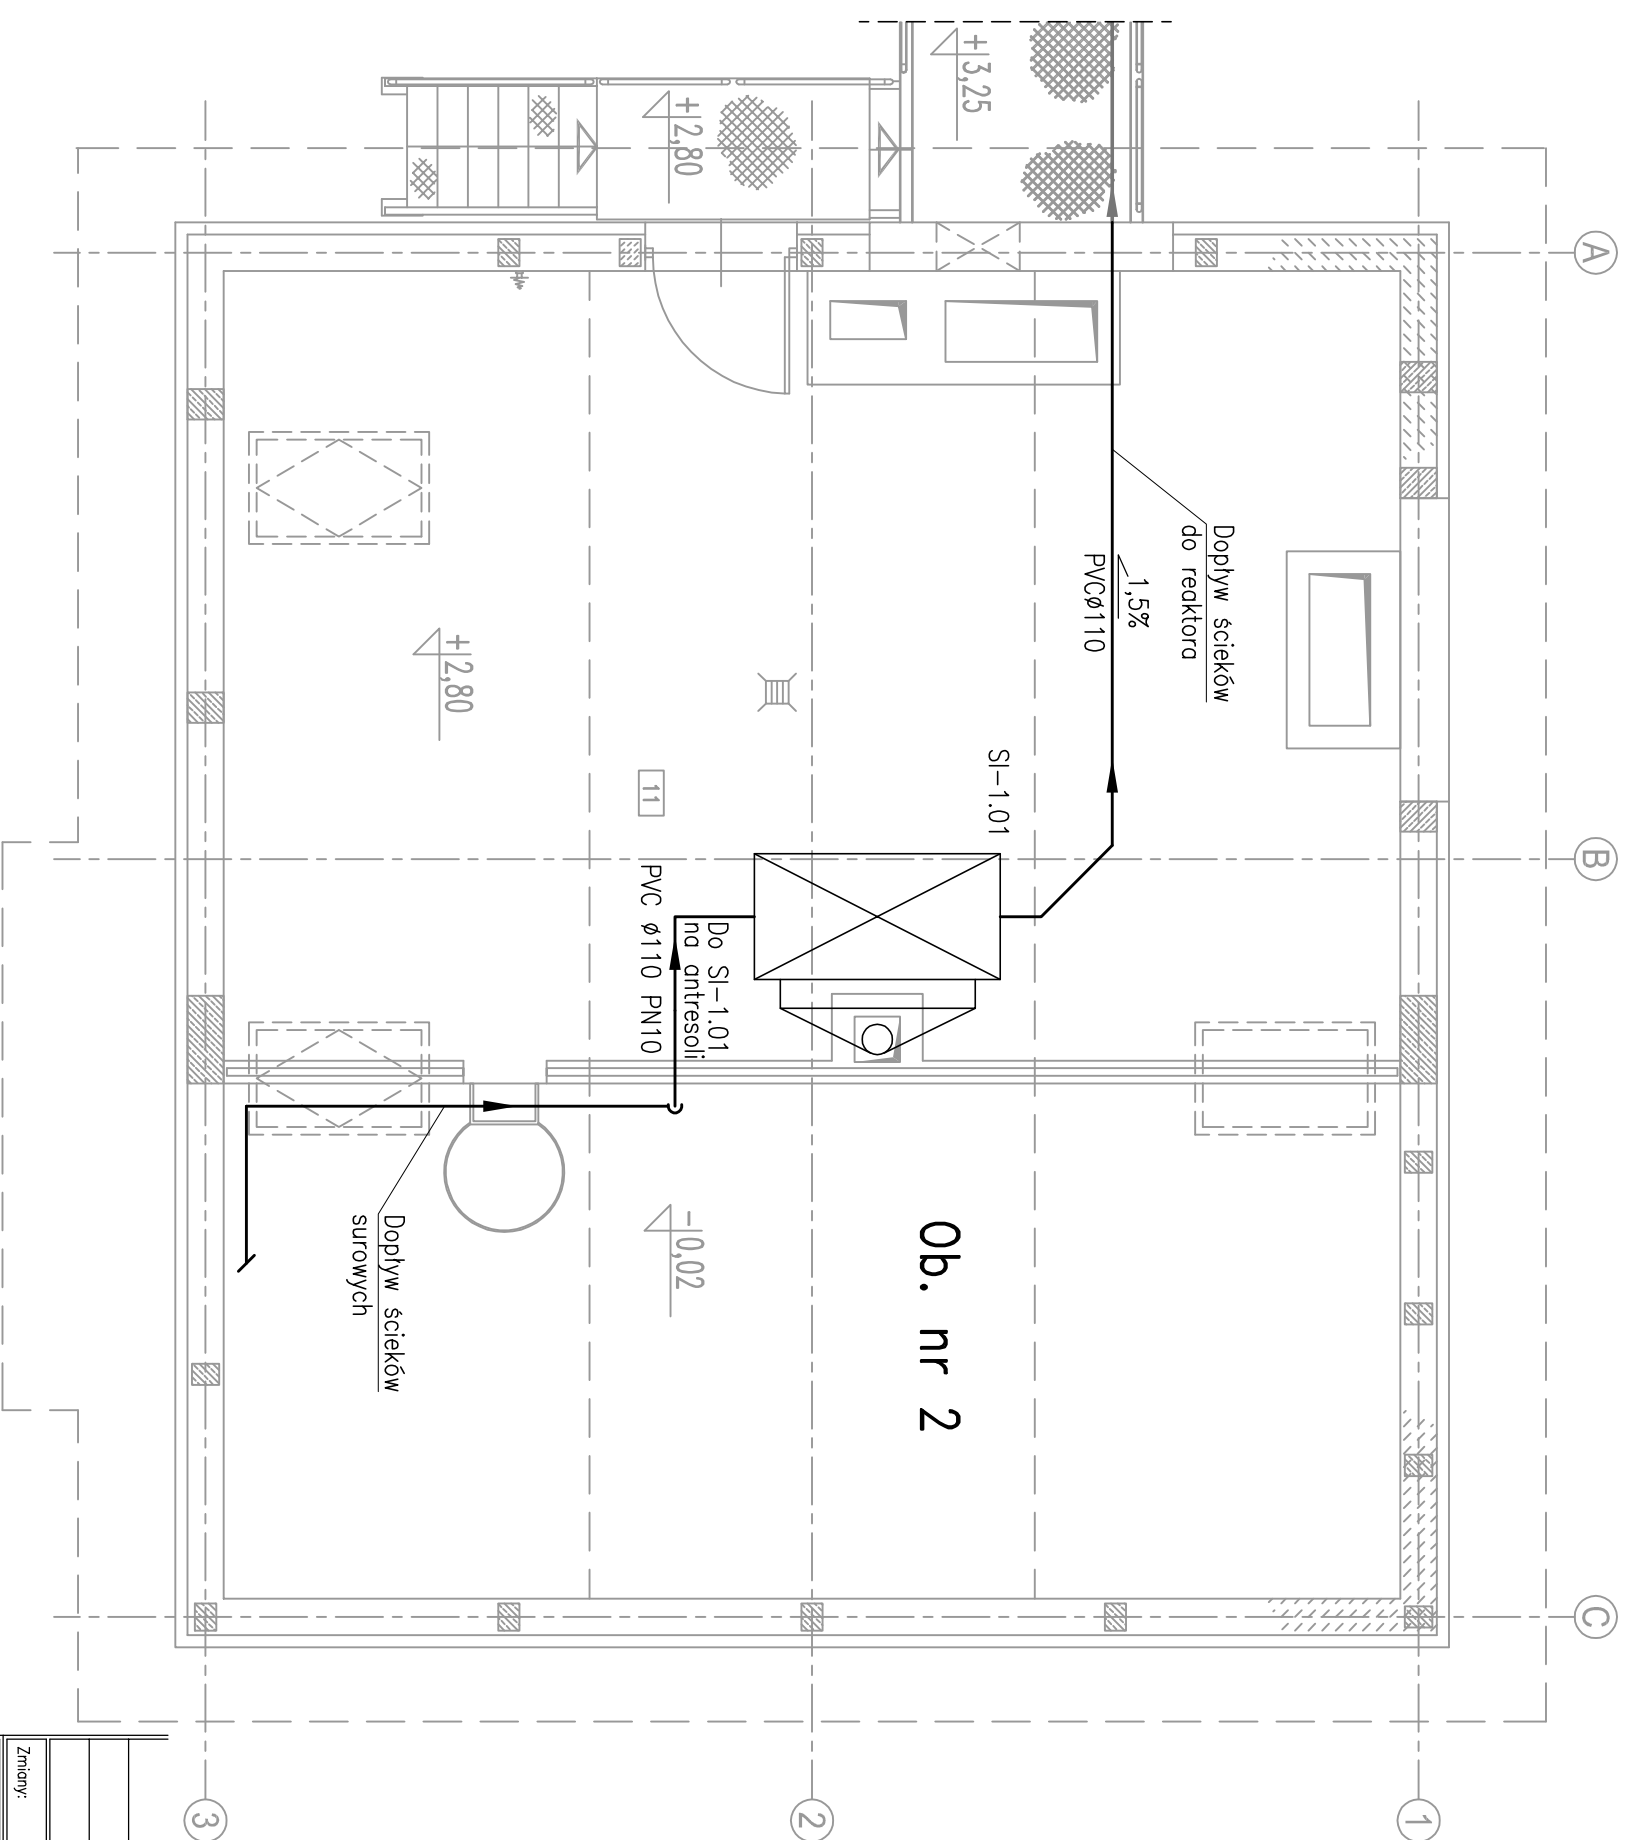 A
B
C
1
2
3
+3,25
+2,80
Dopływ ścieków
do reaktora
1,5%
PVCø110
+2,80
SI-1.01
11
Do SI-1.01
na antresoli
PVC ø110 PN10
Ob. nr 2
-0,02
Dopływ ścieków
surowych
Zmiany: